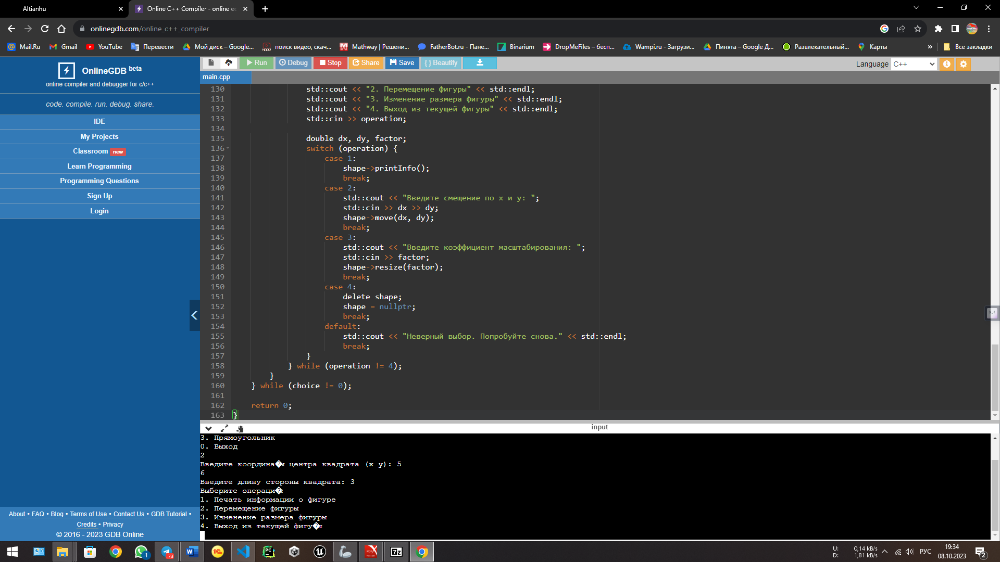 Altianhu
Online C++ Compiler - online ec
onlinegdb.com/online_c++_compiler
Mail.Ru
Gmail
YouTube
Перевести
Мой диск – Google...
поиск видео, скач...
Mathway | Решени...
FatherBot.ru - Пане...
Binarium
DropMeFiles – бесп...
Wampi.ru - Загрузи...
Пинята – Google Д...
Развлекательный...
Карты
»
Все закладки
OnlineGDB beta
online compiler and debugger for c/c++
code. compile. run. debug. share.
IDE
My Projects
Classroom new
Learn Programming
Programming Questions
Sign Up
Login
About • FAQ • Blog • Terms of Use • Contact Us • GDB Tutorial •
Credits • Privacy
© 2016 - 2023 GDB Online
Run
Debug
Stop
Share
Save
{ } Beautify
Language C++
main.cpp
130 std::cout << "2. Перемещение фигуры" << std::endl;
131 std::cout << "3. Изменение размера фигуры" << std::endl;
132 std::cout << "4. Выход из текущей фигуры" << std::endl;
133 std::cin >> operation;
134
135 double dx, dy, factor;
136 switch (operation) {
137 case 1:
138 shape->printInfo();
139 break;
140 case 2:
141 std::cout << "Введите смещение по x и y: ";
142 std::cin >> dx >> dy;
143 shape->move(dx, dy);
144 break;
145 case 3:
146 std::cout << "Введите коэффициент масштабирования: ";
147 std::cin >> factor;
148 shape->resize(factor);
149 break;
150 case 4:
151 delete shape;
152 shape = nullptr;
153 break;
154 default:
155 std::cout << "Неверный выбор. Попробуйте снова." << std::endl;
156 break;
157 }
158 } while (operation != 4);
159 }
160 } while (choice != 0);
161
162 return 0;
163 }
input
3. Прямоугольник
0. Выход
2
Введите координа�ы центра квадрата (x y): 5
6
Введите длину стороны квадрата: 3
Выберите операци�:
1. Печать информации о фигуре
2. Перемещение фигуры
3. Изменение размера фигуры
4. Выход из текущей фигу�ы
U: 0,14 kB/s
D: 1,81 kB/s
РУС
19:34
08.10.2023
2